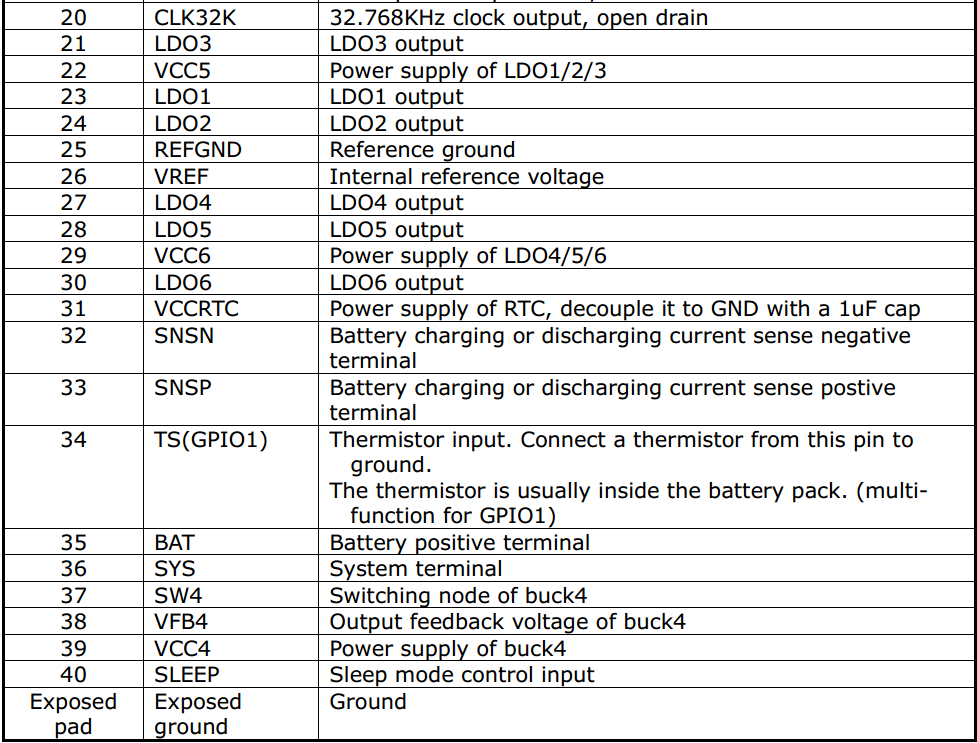 20 CLK32K 32.768KHz clock output, open drain
21 LDO3 LDO3 output
22 VCC5 Power supply of LDO1/2/3
23 LDO1 LDO1 output
24 LDO2 LDO2 output
25 REFGND Reference ground
26 VREF Internal reference voltage
27 LDO4 LDO4 output
28 LDO5 LDO5 output
29 VCC6 Power supply of LDO4/5/6
30 LDO6 LDO6 output
31 VCCRTC Power supply of RTC, decouple it to GND with a 1uF cap
32 SNSN Battery charging or discharging current sense negative
terminal
33 SNSP Battery charging or discharging current sense postive
terminal
34 TS(GPIO1) Thermistor input. Connect a thermistor from this pin to
ground.
The thermistor is usually inside the battery pack. (multi-
function for GPIO1)
35 BAT Battery positive terminal
36 SYS System terminal
37 SW4 Switching node of buck4
38 VFB4 Output feedback voltage of buck4
39 VCC4 Power supply of buck4
40 SLEEP Sleep mode control input
Exposed Exposed Ground
pad ground